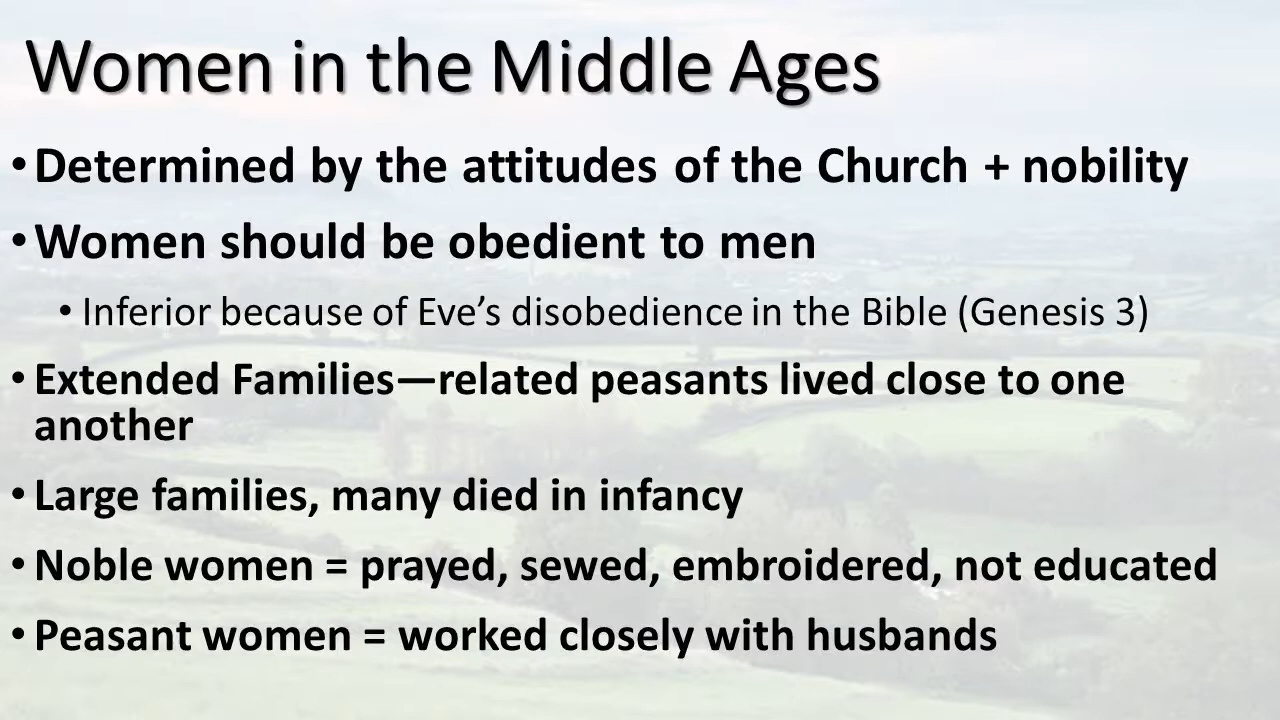 Women in the Middle Ages
•Determined by the attitudes of the Church + nobility
•Women should be obedient to men
• Inferior because of Eve’s disobedience in the Bible (Genesis 3)
•Extended Families—related peasants lived close to one
another
•Large families, many died in infancy
•Noble women = prayed, sewed, embroidered, not educated
•Peasant women = worked closely with husbands